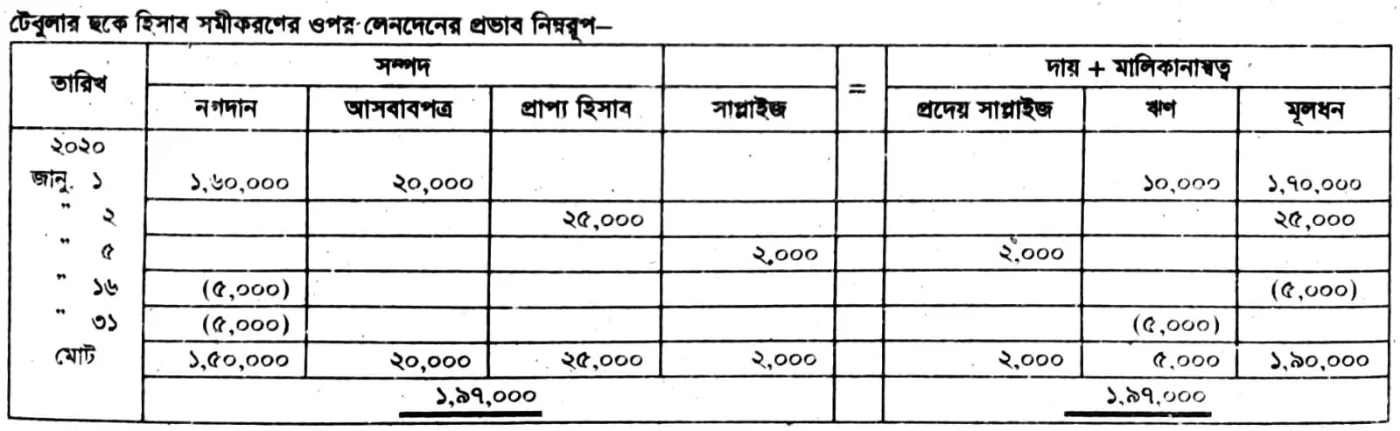 টেবুলার ছকে হিসাব সমীকরণের ওপর লেনদেনের প্রভাব নিম্নরূপ–
তারিখ সম্পদ = দায় + মালিকানাস্বত্ব
নগদান আসবাবপত্র প্রাপ্য হিসাব সাপ্লাইজ প্রদেয় সাপ্লাইজ ঋণ মূলধন
২০২০
জানু. ১ ১,৬০,০০০ ২০,০০০ ১০,০০০ ১,৭০,০০০
" ২ ২৫,০০০ ২৫,০০০
" ৫ ২,০০০ ২,০০০
" ১৬ (৫,০০০) (৫,০০০)
" ৩১ (৫,০০০) (৫,০০০)
মোট ১,৫০,০০০ ২০,০০০ ২৫,০০০ ২,০০০ ২,০০০ ৫,০০০ ১,৯০,০০০
১,৯৭,০০০ ১,৯৭,০০০